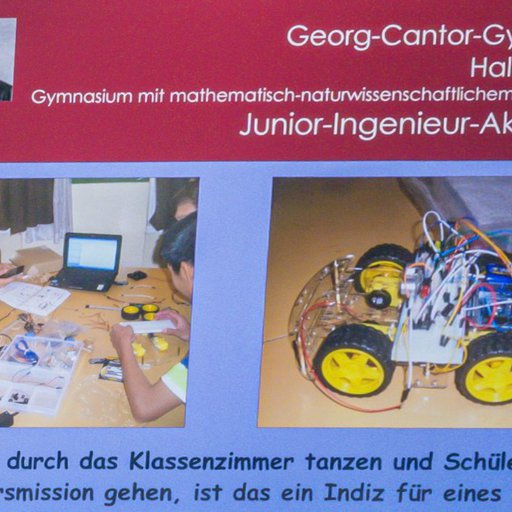 Georg-Cantor-Gy
Hal
Gymnasium mit mathematisch-naturwissenschaftlichem
Junior-Ingenieur-Ak
durch das Klassenzimmer tanzen und Schüle
rsmission gehen, ist das ein Indiz für eines